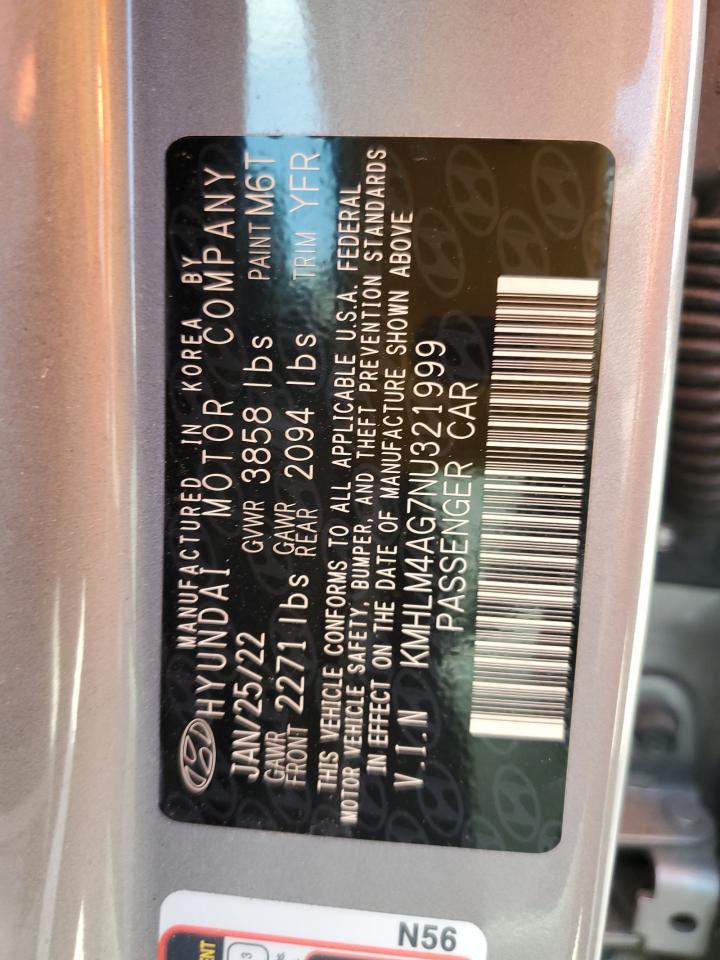 MANUFACTURED IN KOREA BY
HYUNDAI MOTOR COMPANY
JAN/25/22 GVWR 3858 lbs PAINT M6T
GAWR FRONT 2271 lbs GAWR REAR 2094 lbs TRIM YFR
THIS VEHICLE CONFORMS TO ALL APPLICABLE U.S.A. FEDERAL
MOTOR VEHICLE SAFETY, BUMPER, AND THEFT PREVENTION STANDARDS
IN EFFECT ON THE DATE OF MANUFACTURE SHOWN ABOVE
V.I.N KMHLM4AG7NU321999
PASSENGER CAR
N56